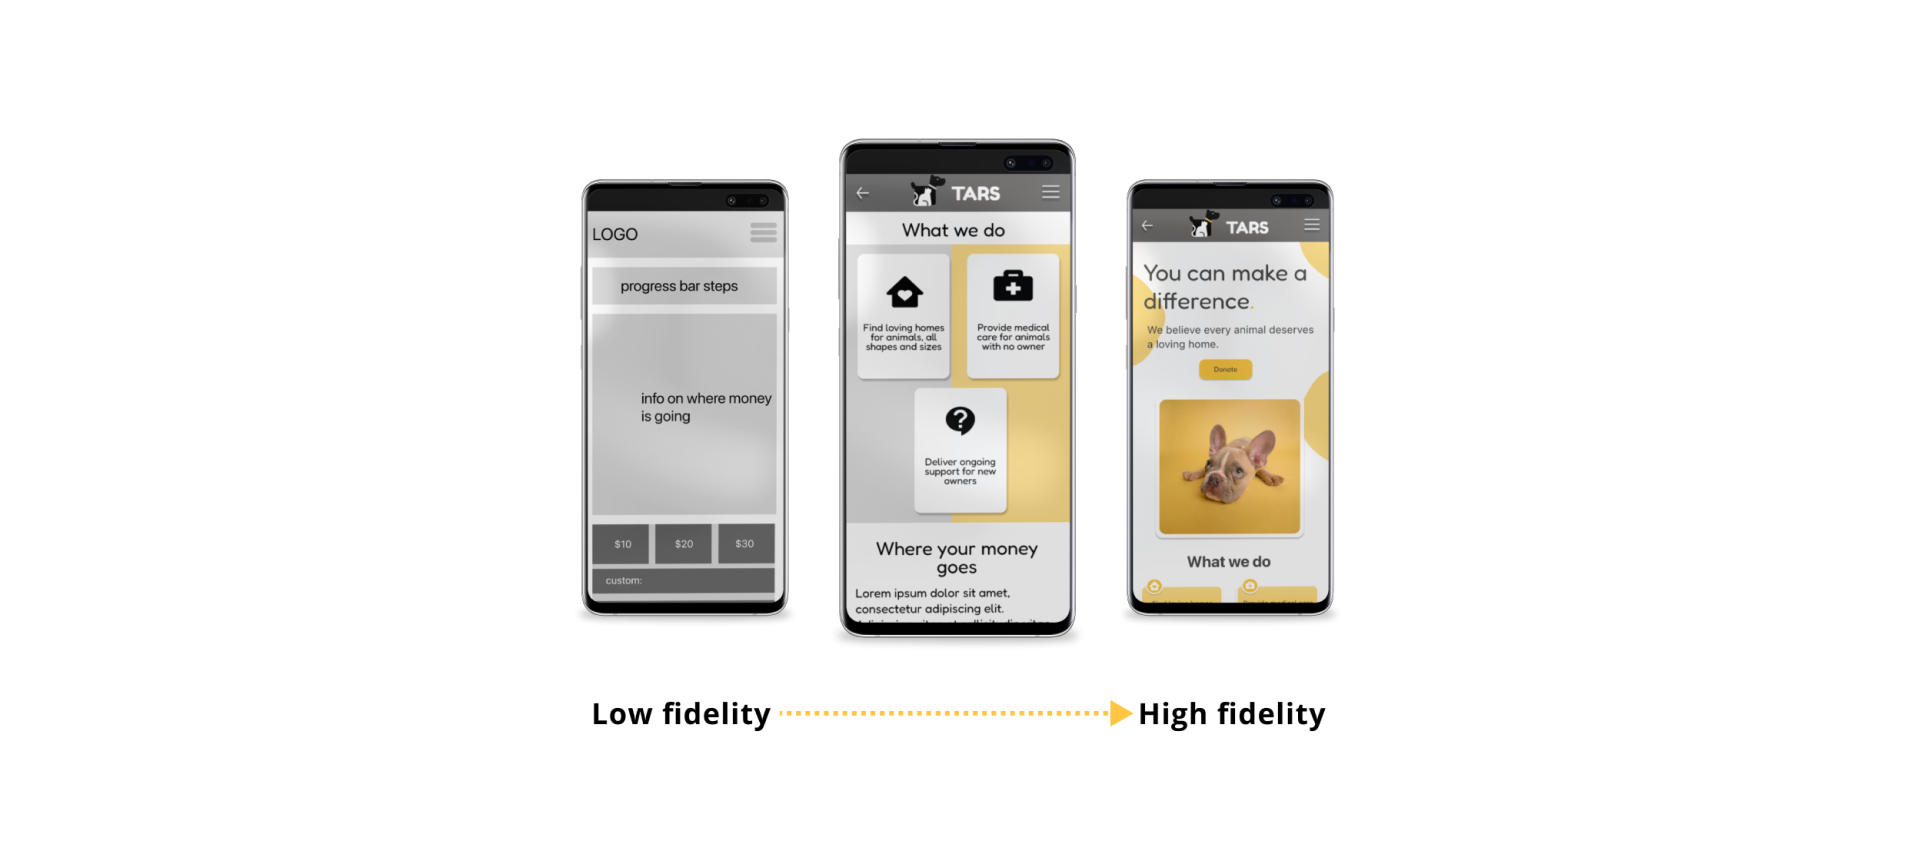 LOGO
progress bar steps
info on where money
is going
$10 $20 $30
custom:
TARS
What we do
Find loving homes
for animals, all
shapes and sizes
Provide medical
care for animals
with no owner
Deliver ongoing
support for new
owners
Where your money
goes
Lorem ipsum dolor sit amet,
consectetur adipiscing elit.
TARS
You can make a
difference.
We believe every animal deserves
a loving home.
Donate
What we do
Low fidelity
High fidelity